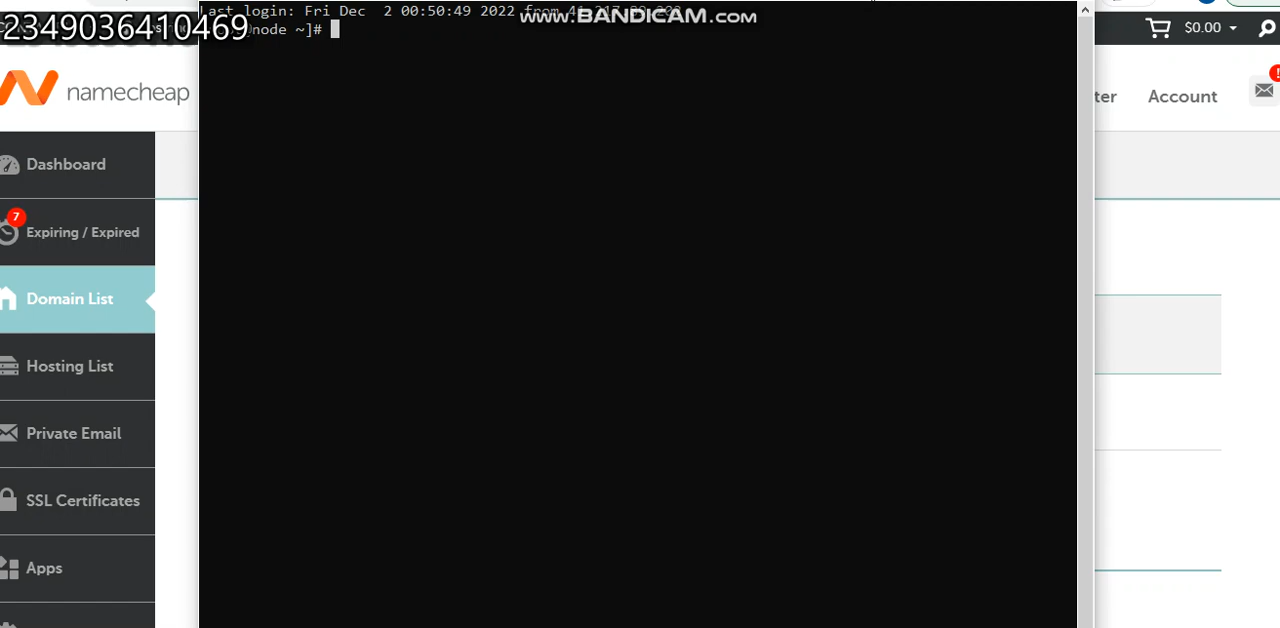 Last login: Fri Dec  2 00:50:49 2022 from
www.BANDICAM.com
2349036410469
node ~]#
$0.00
namecheap
Account
Dashboard
7
Expiring / Expired
Domain List
Hosting List
Private Email
SSL Certificates
Apps